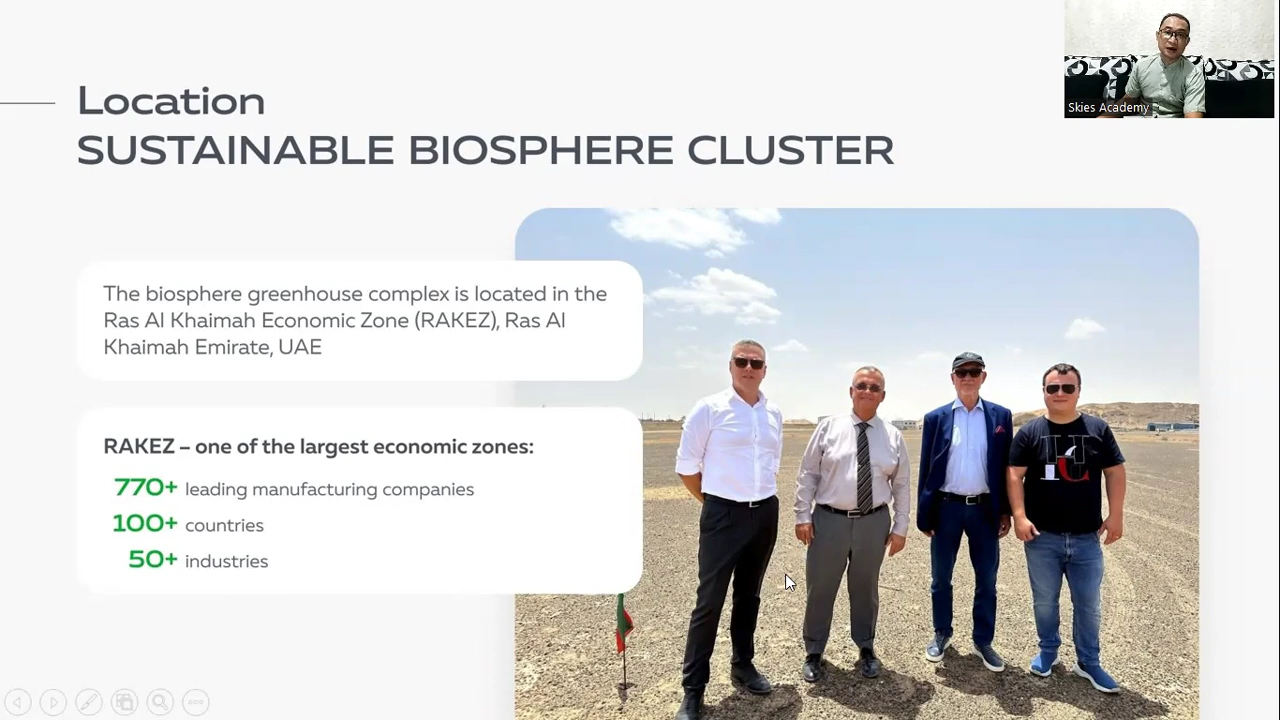 Location
SUSTAINABLE BIOSPHERE CLUSTER
Skies Academy
The biosphere greenhouse complex is located in the
Ras Al Khaimah Economic Zone (RAKEZ), Ras Al
Khaimah Emirate, UAE
RAKEZ – one of the largest economic zones:
770+ leading manufacturing companies
100+ countries
50+ industries